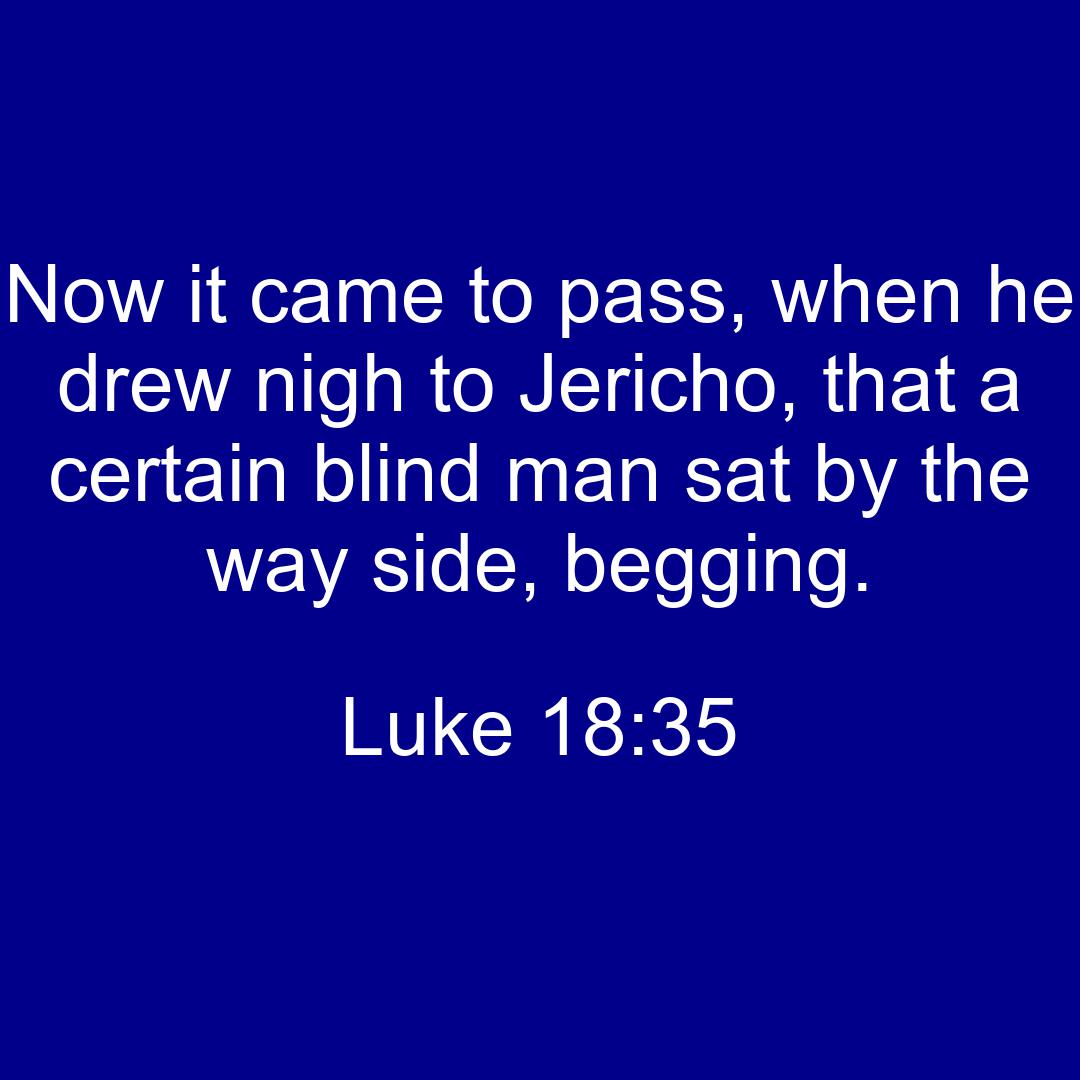 Now it came to pass, when he
drew nigh to Jericho, that a
certain blind man sat by the
way side, begging.
Luke 18:35